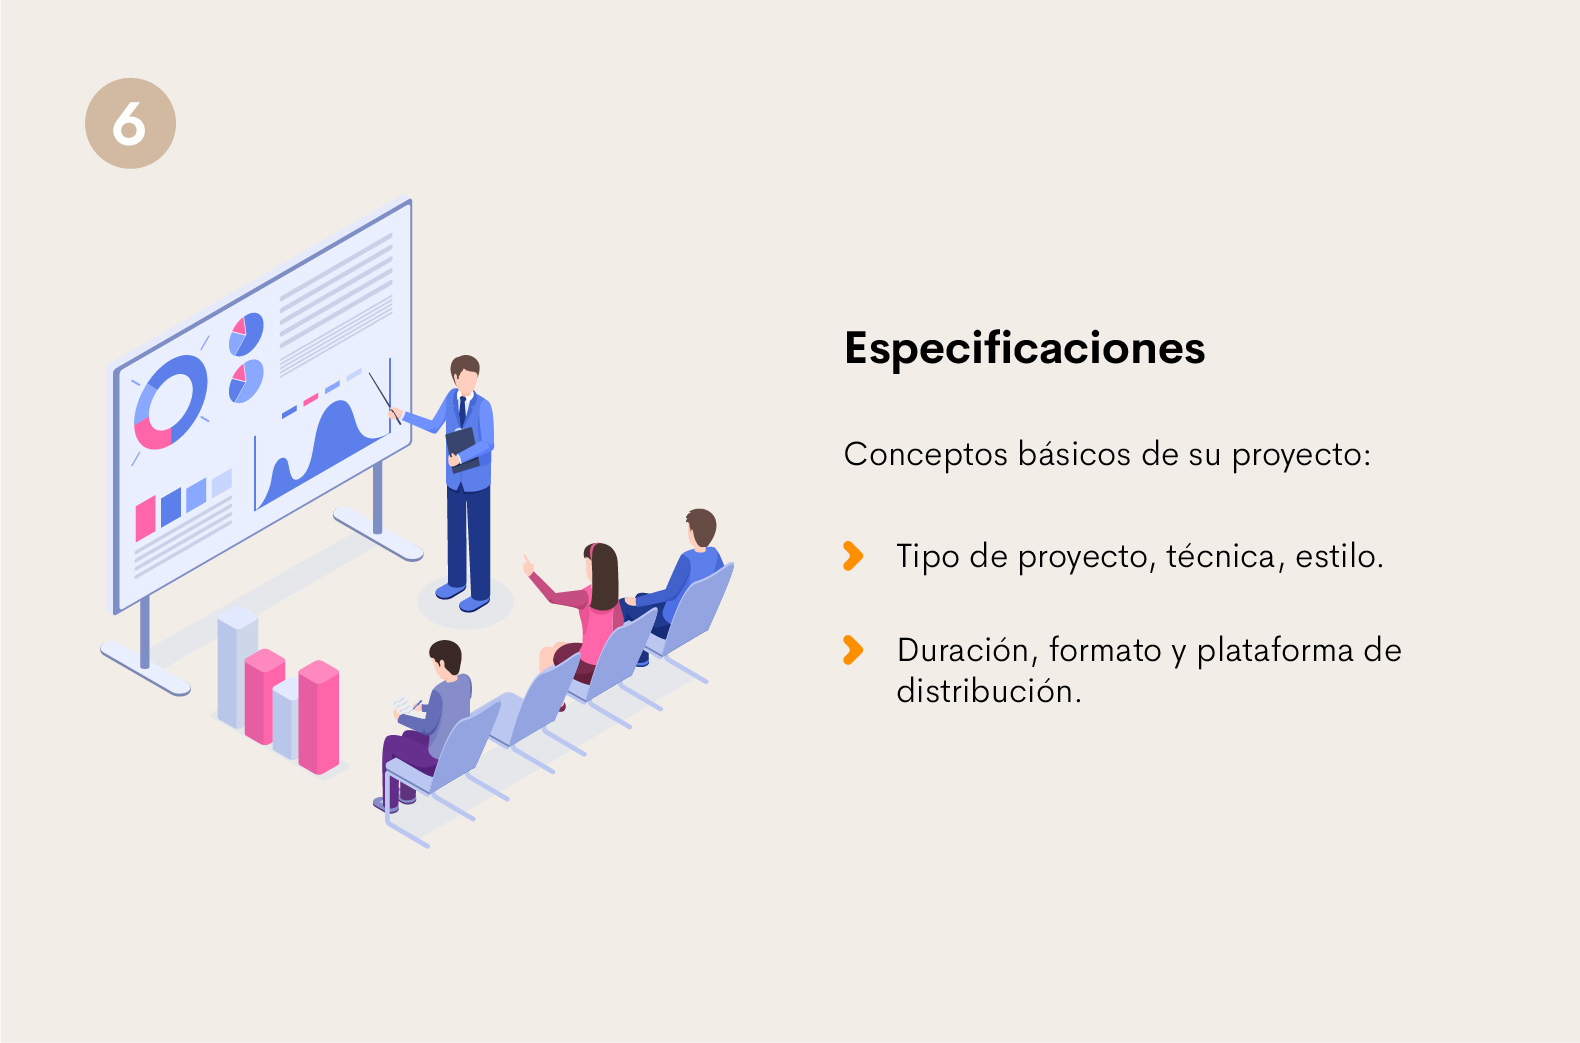 6
Especificaciones
Conceptos básicos de su proyecto:
Tipo de proyecto, técnica, estilo.
Duración, formato y plataforma de
distribución.